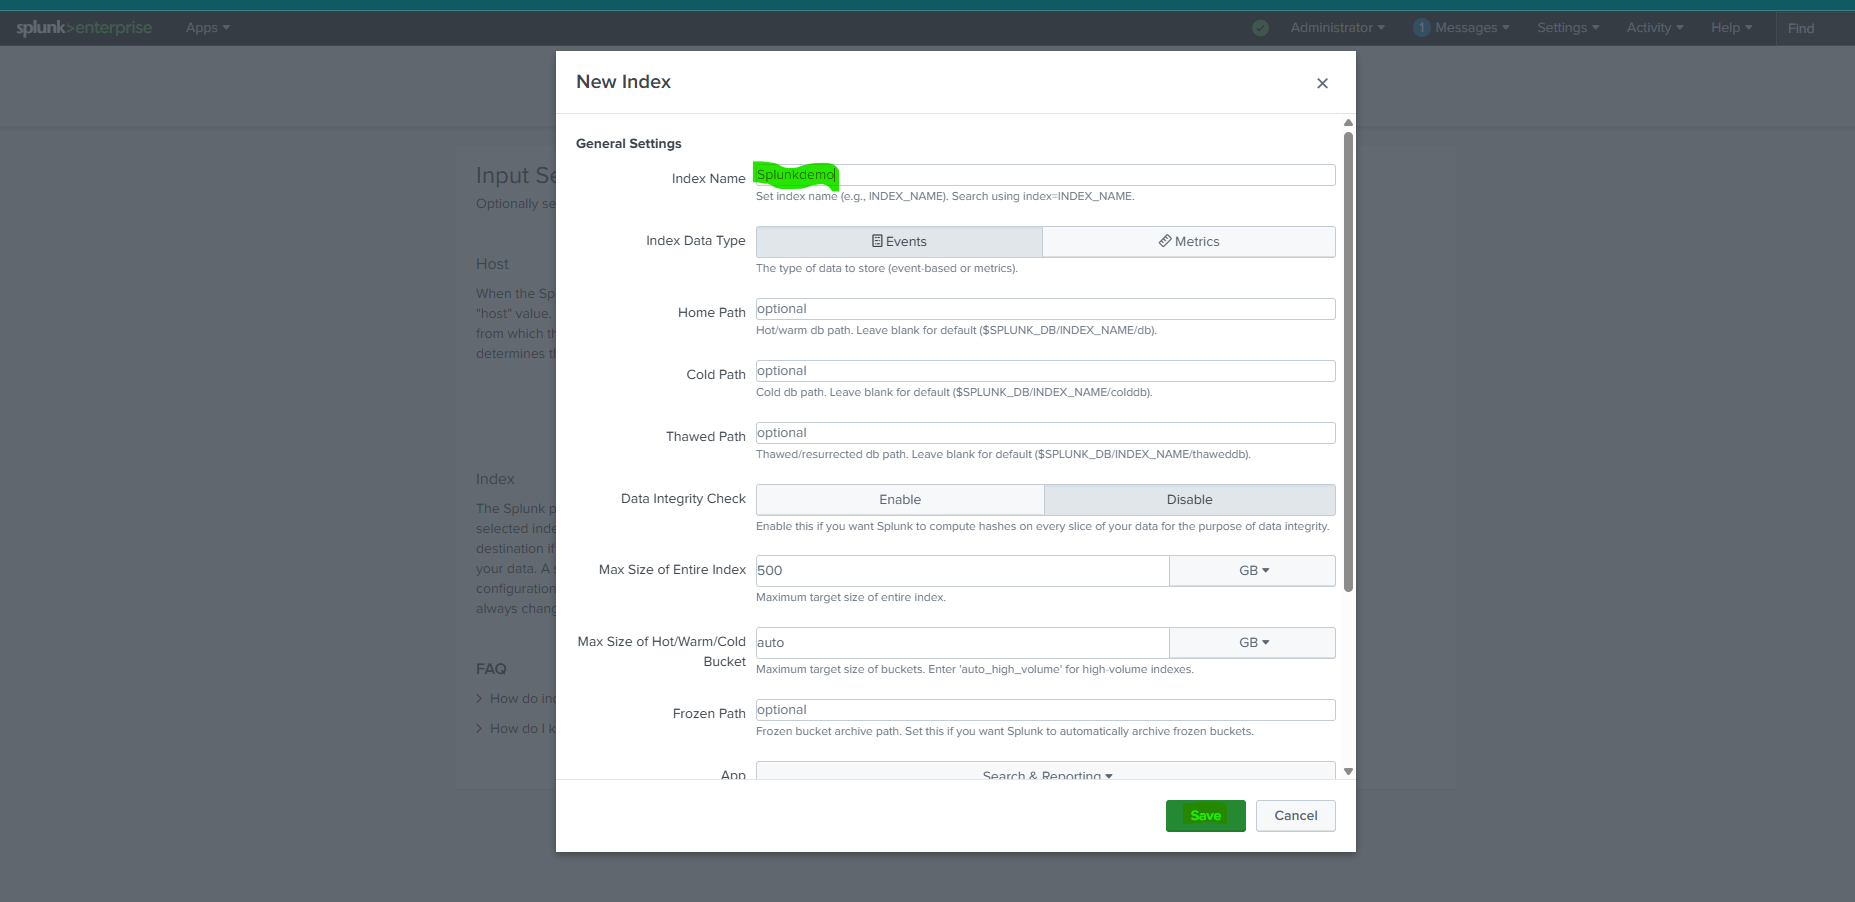 splunk>enterprise Apps Administrator 1 Messages Settings Activity Help Find
New Index
General Settings
Index Name Splunkdemo
Set index name (e.g., INDEX_NAME). Search using index=INDEX_NAME.
Index Data Type Events Metrics
The type of data to store (event-based or metrics).
Home Path optional
Hot/warm db path. Leave blank for default ($SPLUNK_DB/INDEX_NAME/db).
Cold Path optional
Cold db path. Leave blank for default ($SPLUNK_DB/INDEX_NAME/colddb).
Thawed Path optional
Thawed/resurrected db path. Leave blank for default ($SPLUNK_DB/INDEX_NAME/thaweddb).
Data Integrity Check Enable Disable
Enable this if you want Splunk to compute hashes on every slice of your data for the purpose of data integrity.
Max Size of Entire Index 500 GB
Maximum target size of entire index.
Max Size of Hot/Warm/Cold
Bucket
auto GB
Maximum target size of buckets. Enter 'auto_high_volume' for high-volume indexes.
Frozen Path optional
Frozen bucket archive path. Set this if you want Splunk to automatically archive frozen buckets.
App Search & Reporting
Save Cancel
Input
Optionally
Host
When the
"host" value.
from which
determines
Index
The Splunk
selected
destination
your data. A
configuration
always
FAQ
How do
How do I